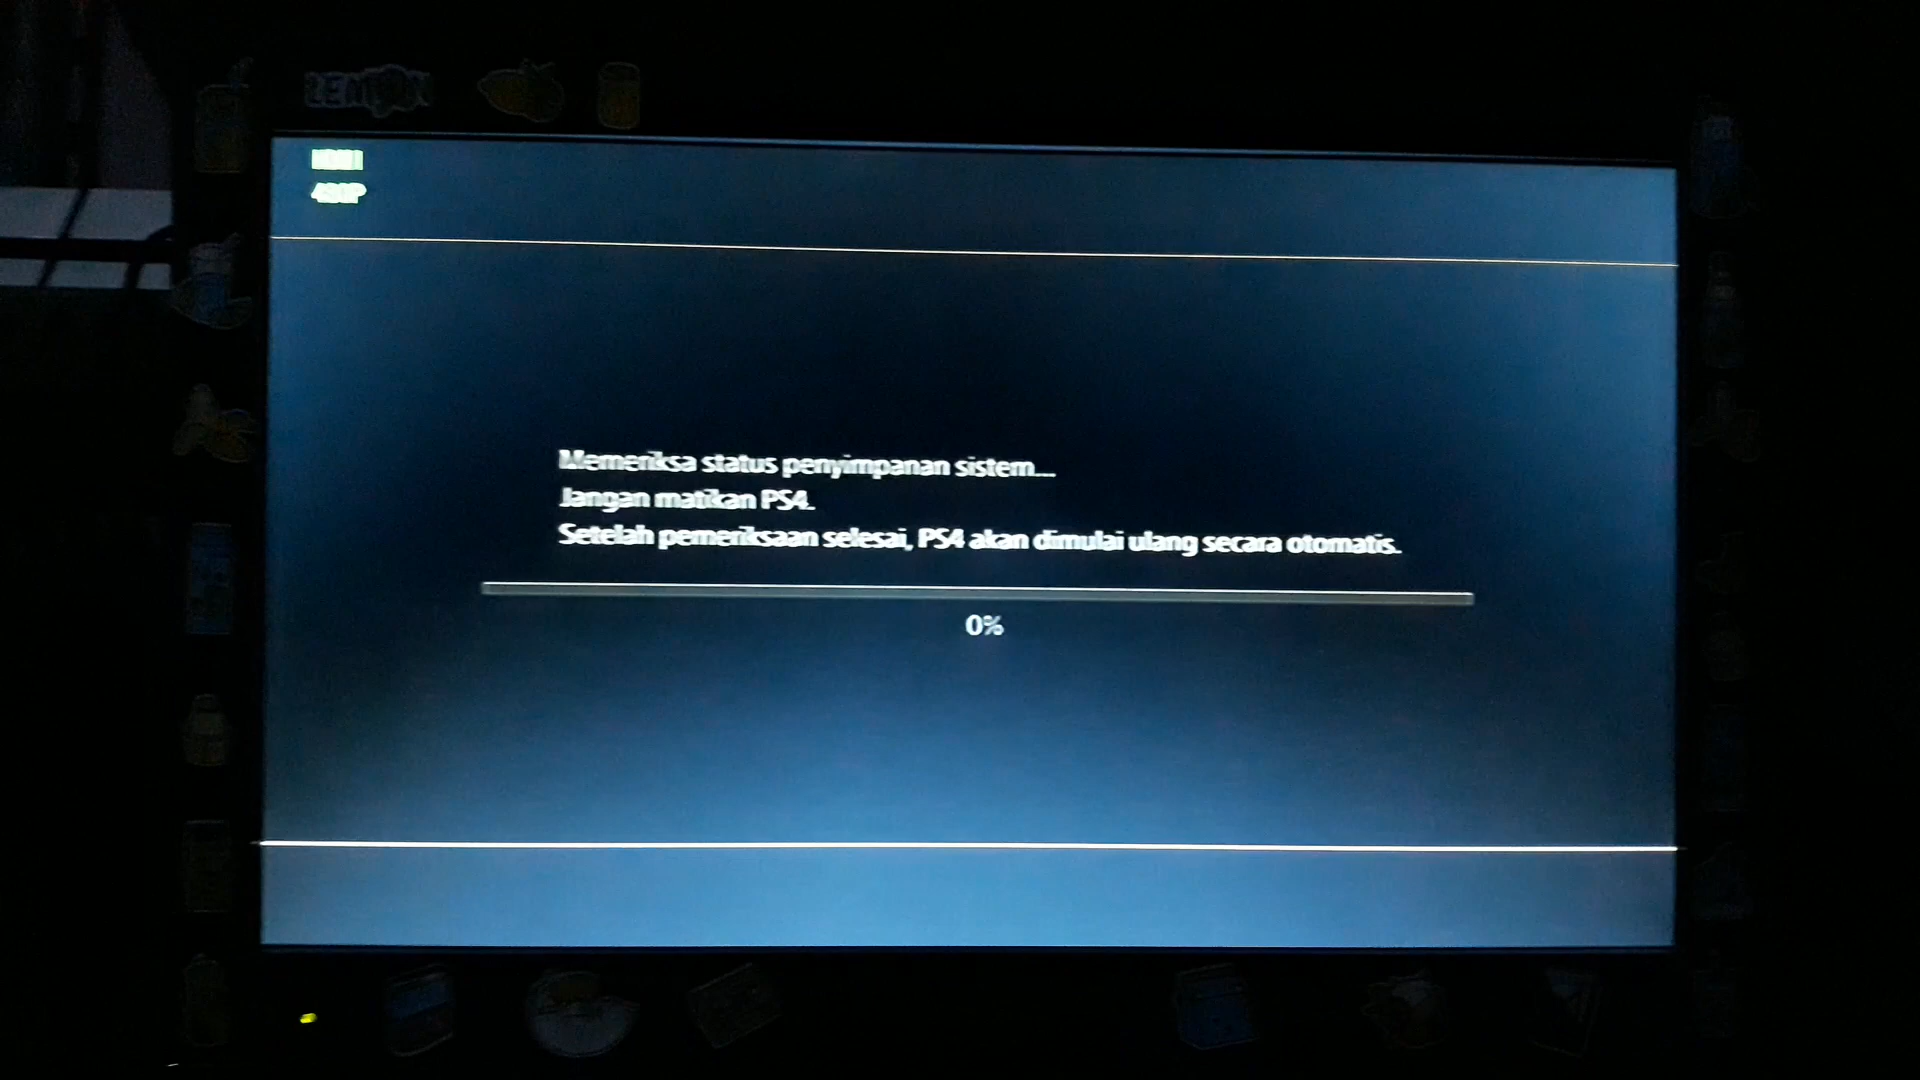 HDMI
480P
Memeriksa status penyimpanan sistem...
Jangan matikan PS4.
Setelah pemeriksaan selesai, PS4 akan dimulai ulang secara otomatis.
0%